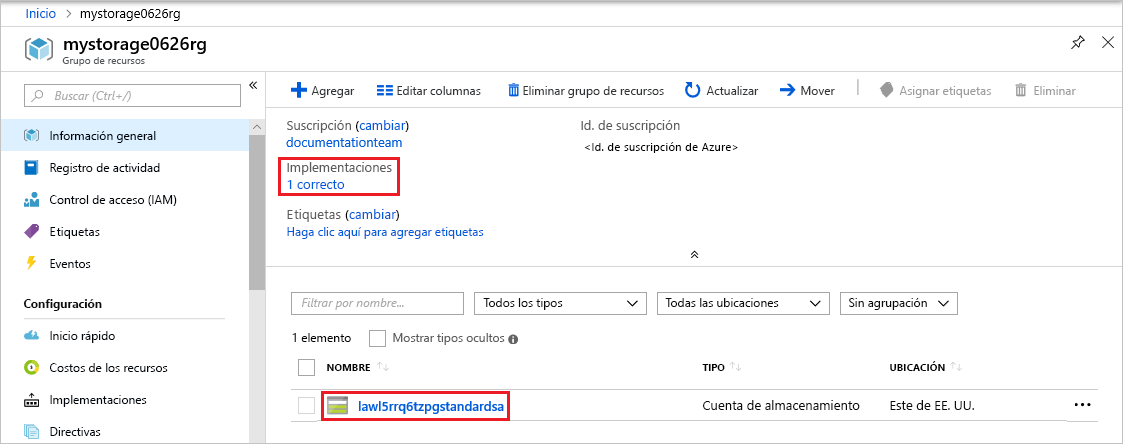 Inicio > mystorage0626rg
mystorage0626rg
Grupo de recursos
Buscar (Ctrl+/)
Información general
Registro de actividad
Control de acceso (IAM)
Etiquetas
Eventos
Configuración
Inicio rápido
Costos de los recursos
Implementaciones
Directivas
Agregar Editar columnas Eliminar grupo de recursos Actualizar Mover Asignar etiquetas Eliminar
Suscripción (cambiar)
documentationteam
Id. de suscripción
<Id. de suscripción de Azure>
Implementaciones
1 correcto
Etiquetas (cambiar)
Haga clic aquí para agregar etiquetas
Filtrar por nombre... Todos los tipos Todas las ubicaciones Sin agrupación
1 elemento Mostrar tipos ocultos
NOMBRE TIPO UBICACIÓN
lawl5rrq6tzpgstandardsa Cuenta de almacenamiento Este de EE. UU.